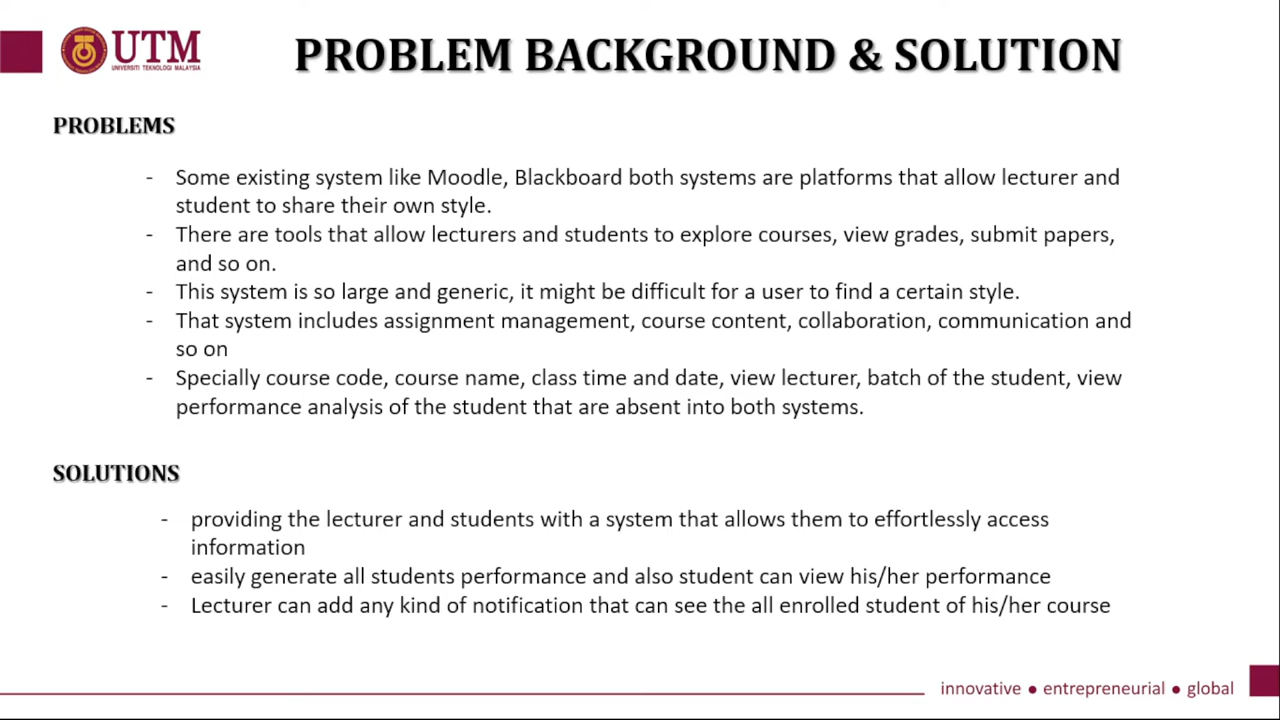 UTM
UNIVERSITI TEKNOLOGI MALAYSIA
PROBLEM BACKGROUND & SOLUTION
PROBLEMS
- Some existing system like Moodle, Blackboard both systems are platforms that allow lecturer and
student to share their own style.
- There are tools that allow lecturers and students to explore courses, view grades, submit papers,
and so on.
- This system is so large and generic, it might be difficult for a user to find a certain style.
- That system includes assignment management, course content, collaboration, communication and
so on
- Specially course code, course name, class time and date, view lecturer, batch of the student, view
performance analysis of the student that are absent into both systems.
SOLUTIONS
- providing the lecturer and students with a system that allows them to effortlessly access
information
- easily generate all students performance and also student can view his/her performance
- Lecturer can add any kind of notification that can see the all enrolled student of his/her course
innovative ● entrepreneurial ● global